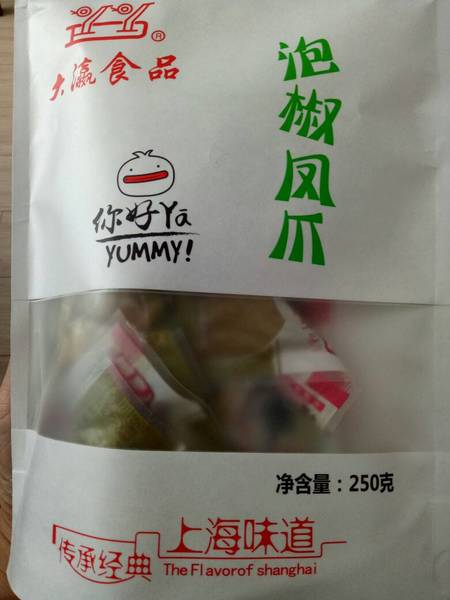 ®
大瀛食品
泡椒凤爪
你好Ya
YUMMY!
净含量：250克
传承经典
上海味道
The Flavorof shanghai